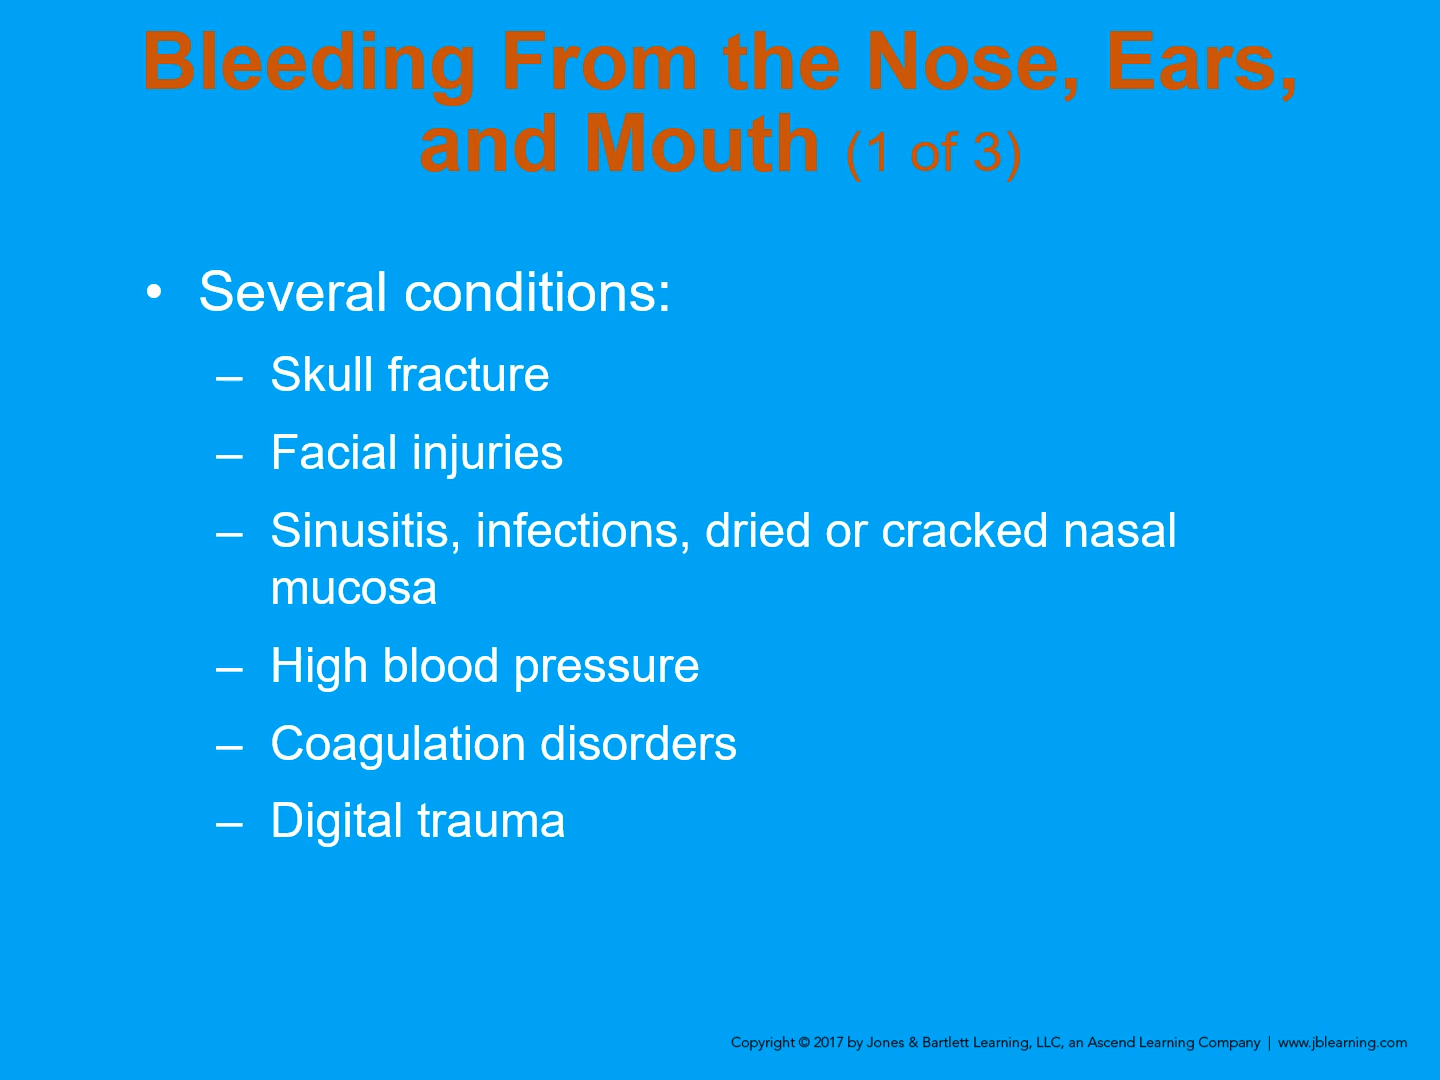 Bleeding From the Nose, Ears,
and Mouth (1 of 3)
• Several conditions:
– Skull fracture
– Facial injuries
– Sinusitis, infections, dried or cracked nasal
mucosa
– High blood pressure
– Coagulation disorders
– Digital trauma
Copyright © 2017 by Jones & Bartlett Learning, LLC, an Ascend Learning Company | www.jblearning.com